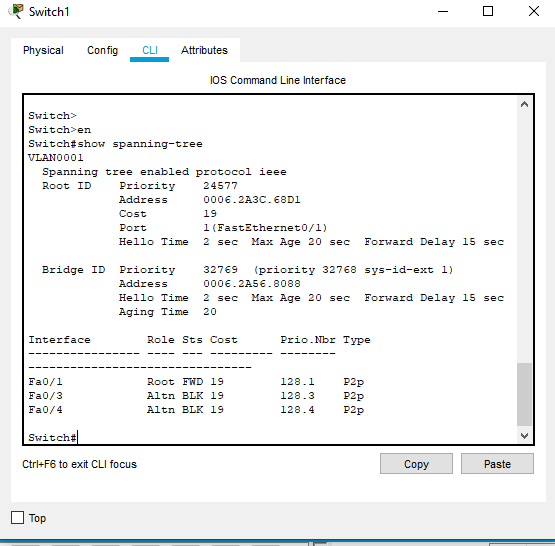 Switch1
Physical Config CLI Attributes
IOS Command Line Interface
Switch>
Switch>en
Switch#show spanning-tree
VLAN0001
  Spanning tree enabled protocol ieee
  Root ID    Priority    24577
             Address     0006.2A3C.68D1
             Cost        19
             Port        1(FastEthernet0/1)
             Hello Time  2 sec  Max Age 20 sec  Forward Delay 15 sec
  Bridge ID  Priority    32769  (priority 32768 sys-id-ext 1)
             Address     0006.2A56.8088
             Hello Time  2 sec  Max Age 20 sec  Forward Delay 15 sec
             Aging Time  20
Interface        Role Sts Cost      Prio.Nbr Type
---------------- ---- --- --------- --------
--------------------------------
Fa0/1            Root FWD 19        128.1    P2p
Fa0/3            Altn BLK 19        128.3    P2p
Fa0/4            Altn BLK 19        128.4    P2p
Switch#
Ctrl+F6 to exit CLI focus
Copy Paste
Top